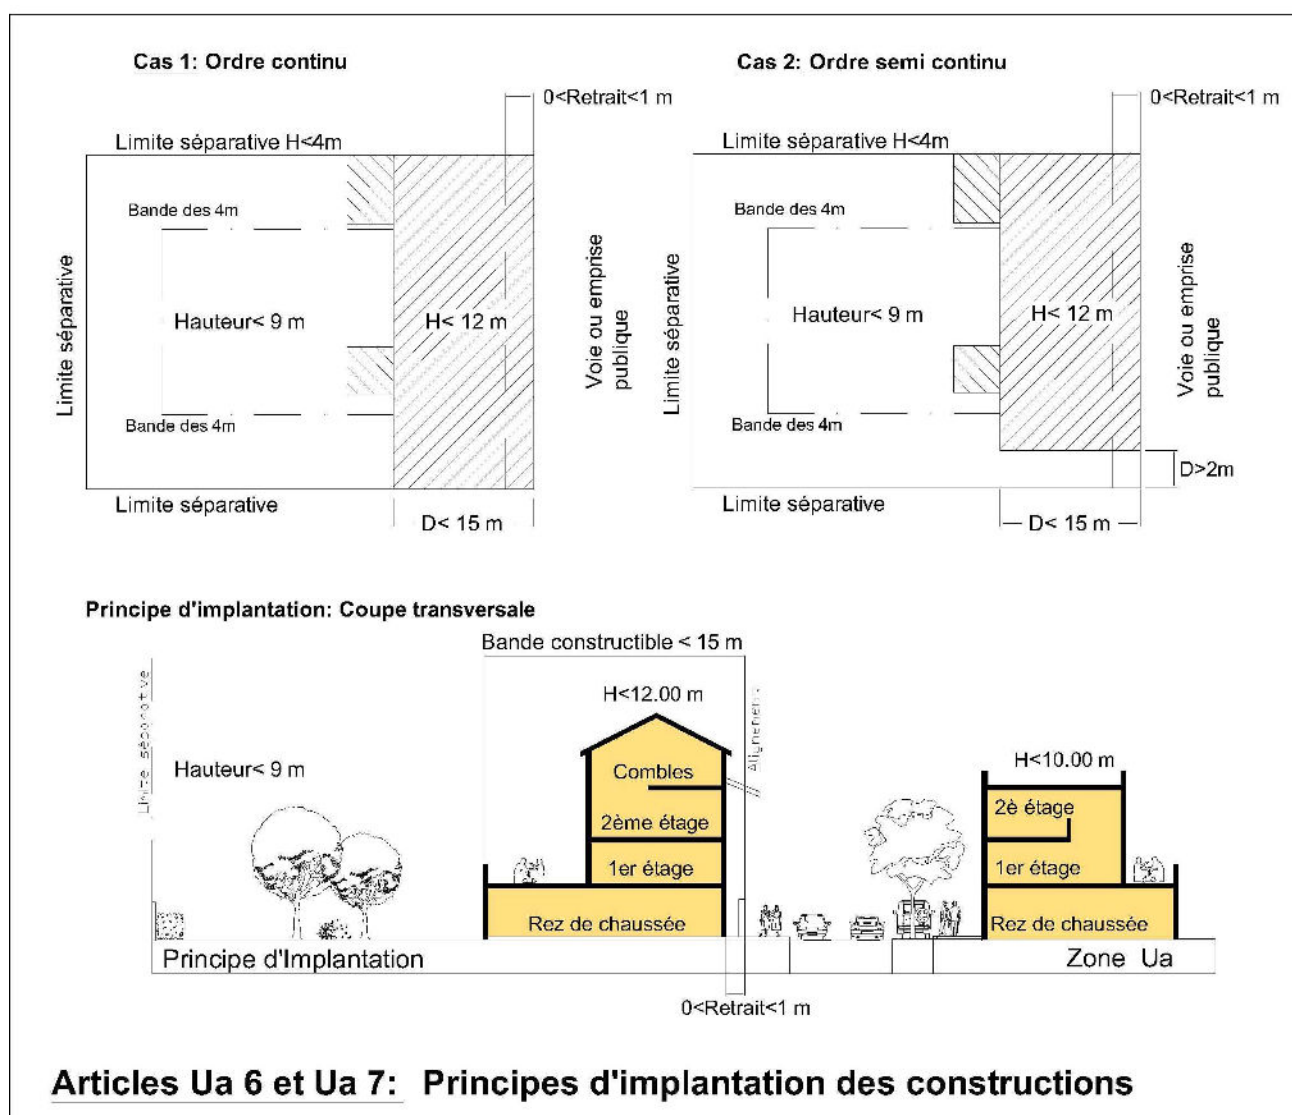 Cas 1: Ordre continu
0<Retrait<1 m
Limite séparative H<4m
Bande des 4m
Limite séparative
Hauteur< 9 m
H< 12 m
Voie ou emprise
publique
Bande des 4m
Limite séparative
D< 15 m
Cas 2: Ordre semi continu
0<Retrait<1 m
Limite séparative H<4m
Bande des 4m
Limite séparative
Hauteur< 9 m
H< 12 m
Voie ou emprise
publique
Bande des 4m
D>2m
Limite séparative
D< 15 m
Principe d'implantation: Coupe transversale
Bande constructible < 15 m
Limite séparative
H<12.00 m
Alignement
Hauteur< 9 m
Combles
2ème étage
1er étage
Rez de chaussée
H<10.00 m
2è étage
1er étage
Rez de chaussée
Principe d'Implantation
Zone Ua
0<Retrait<1 m
Articles Ua 6 et Ua 7: Principes d'implantation des constructions